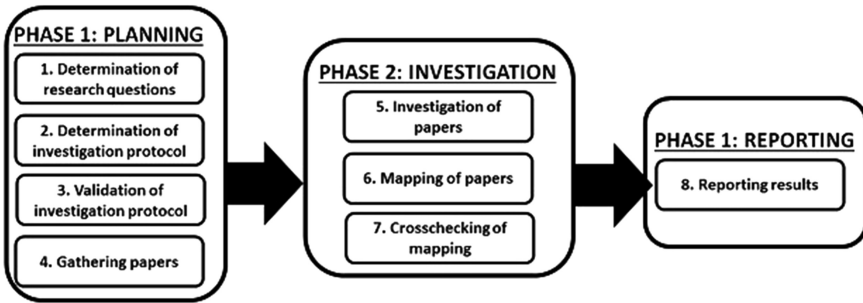 PHASE 1: PLANNING
1. Determination of
research questions
2. Determination of
investigation protocol
3. Validation of
investigation protocol
4. Gathering papers
PHASE 2: INVESTIGATION
5. Investigation of
papers
6. Mapping of papers
7. Crosschecking of
mapping
PHASE 1: REPORTING
8. Reporting results